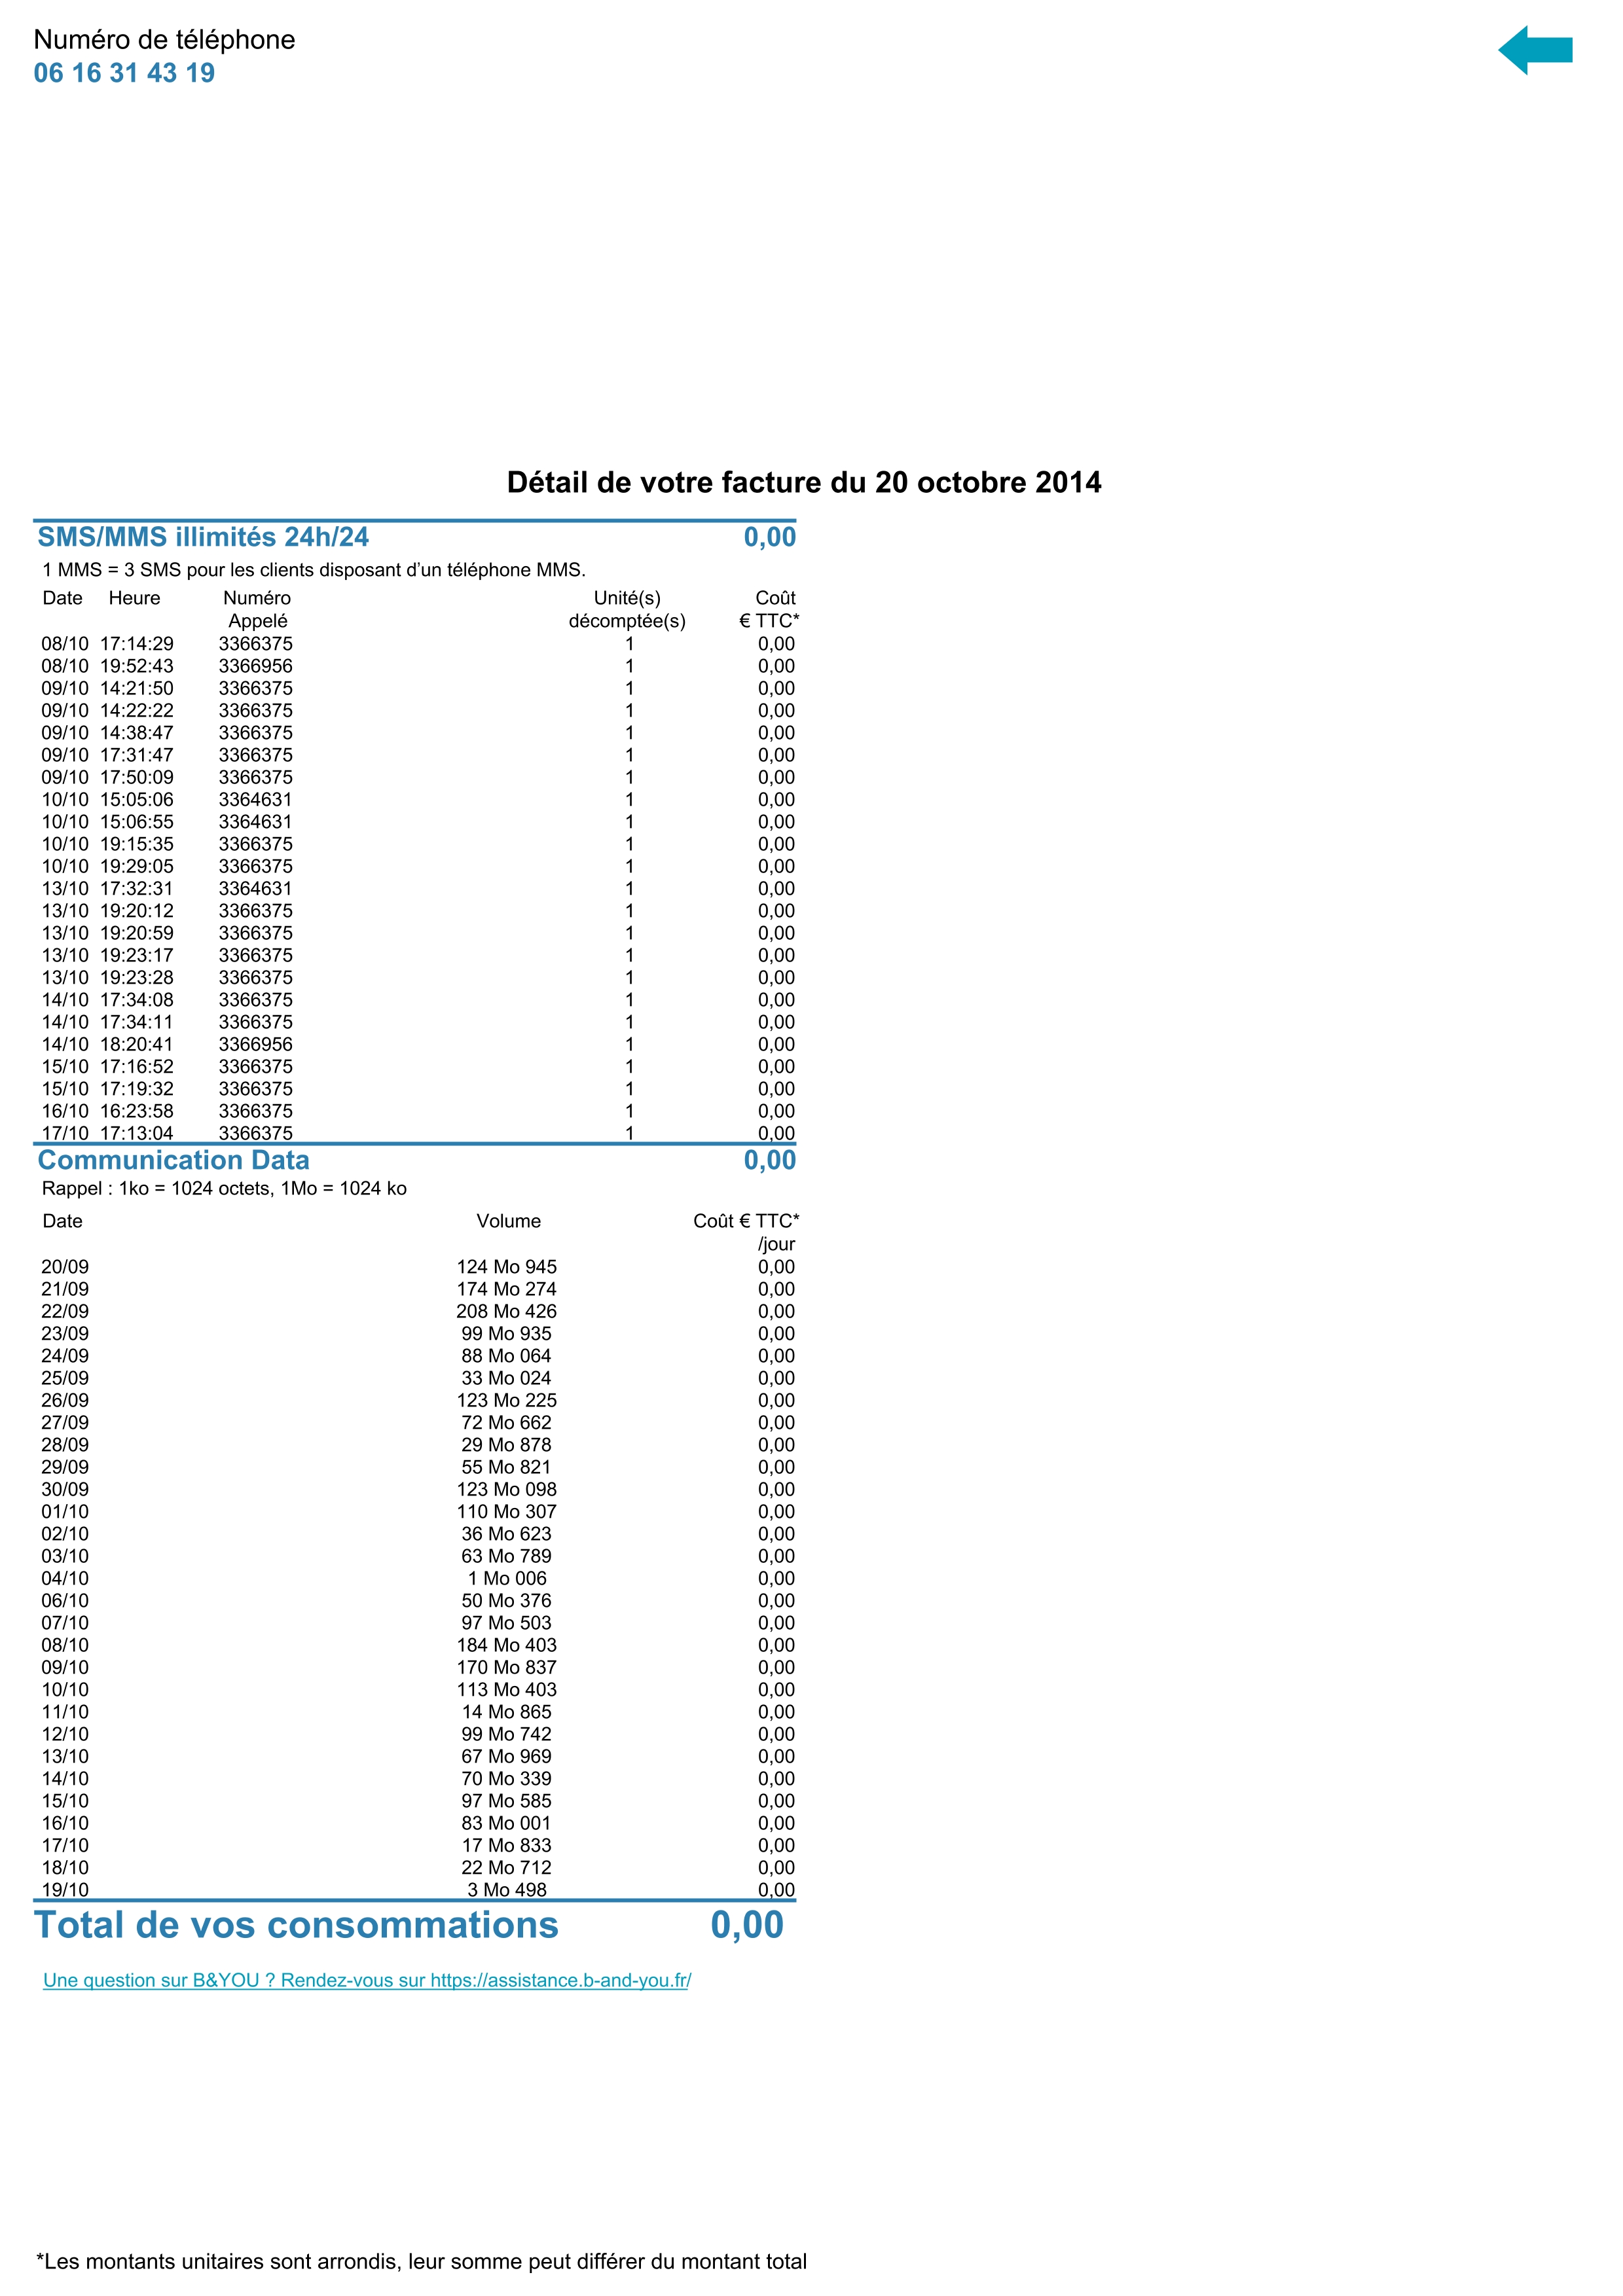 Numéro de téléphone
06 16 31 43 19
Détail de votre facture du 20 octobre 2014
SMS/MMS illimités 24h/24 0,00
1 MMS = 3 SMS pour les clients disposant d’un téléphone MMS.
Date Heure Numéro Unité(s) Coût
Appelé décomptée(s) € TTC*
08/10 17:14:29 3366375 1 0,00
08/10 19:52:43 3366956 1 0,00
09/10 14:21:50 3366375 1 0,00
09/10 14:22:22 3366375 1 0,00
09/10 14:38:47 3366375 1 0,00
09/10 17:31:47 3366375 1 0,00
09/10 17:50:09 3366375 1 0,00
10/10 15:05:06 3364631 1 0,00
10/10 15:06:55 3364631 1 0,00
10/10 19:15:35 3366375 1 0,00
10/10 19:29:05 3366375 1 0,00
13/10 17:32:31 3364631 1 0,00
13/10 19:20:12 3366375 1 0,00
13/10 19:20:59 3366375 1 0,00
13/10 19:23:17 3366375 1 0,00
13/10 19:23:28 3366375 1 0,00
14/10 17:34:08 3366375 1 0,00
14/10 17:34:11 3366375 1 0,00
14/10 18:20:41 3366956 1 0,00
15/10 17:16:52 3366375 1 0,00
15/10 17:19:32 3366375 1 0,00
16/10 16:23:58 3366375 1 0,00
17/10 17:13:04 3366375 1 0,00
Communication Data 0,00
Rappel : 1ko = 1024 octets, 1Mo = 1024 ko
Date Volume Coût € TTC*
/jour
20/09 124 Mo 945 0,00
21/09 174 Mo 274 0,00
22/09 208 Mo 426 0,00
23/09 99 Mo 935 0,00
24/09 88 Mo 064 0,00
25/09 33 Mo 024 0,00
26/09 123 Mo 225 0,00
27/09 72 Mo 662 0,00
28/09 29 Mo 878 0,00
29/09 55 Mo 821 0,00
30/09 123 Mo 098 0,00
01/10 110 Mo 307 0,00
02/10 36 Mo 623 0,00
03/10 63 Mo 789 0,00
04/10 1 Mo 006 0,00
06/10 50 Mo 376 0,00
07/10 97 Mo 503 0,00
08/10 184 Mo 403 0,00
09/10 170 Mo 837 0,00
10/10 113 Mo 403 0,00
11/10 14 Mo 865 0,00
12/10 99 Mo 742 0,00
13/10 67 Mo 969 0,00
14/10 70 Mo 339 0,00
15/10 97 Mo 585 0,00
16/10 83 Mo 001 0,00
17/10 17 Mo 833 0,00
18/10 22 Mo 712 0,00
19/10 3 Mo 498 0,00
Total de vos consommations 0,00
Une question sur B&YOU ? Rendez-vous sur https://assistance.b-and-you.fr/
*Les montants unitaires sont arrondis, leur somme peut différer du montant total